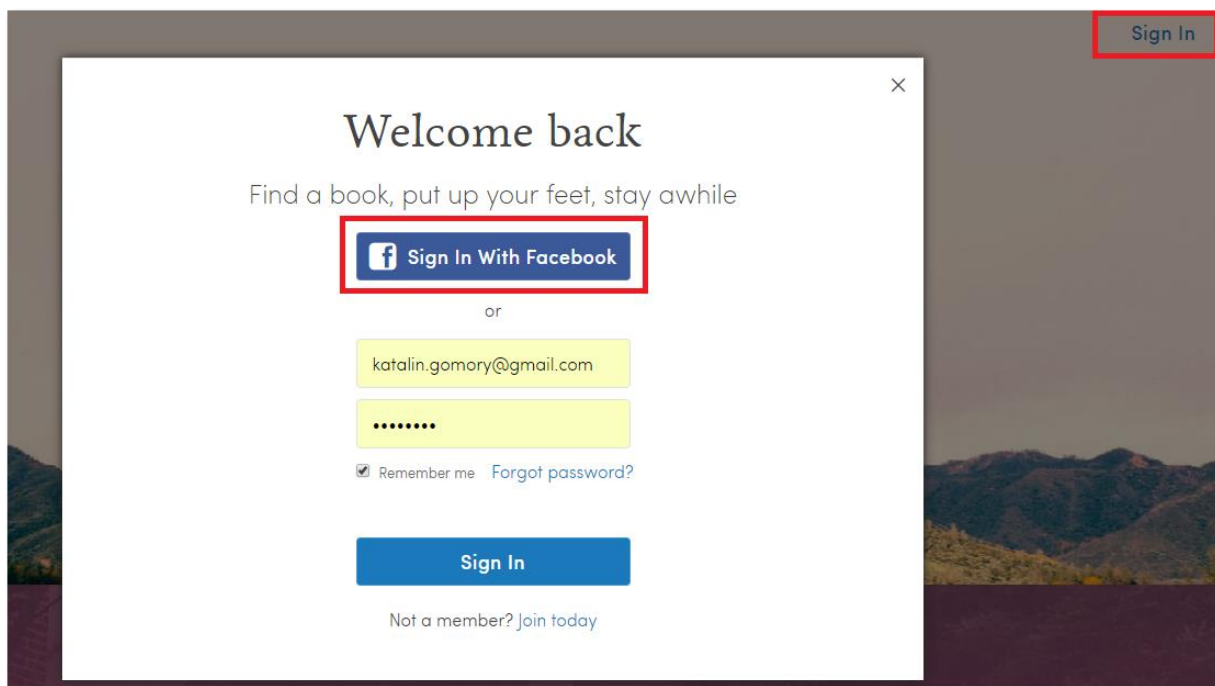 Sign In
Welcome back
Find a book, put up your feet, stay awhile
f Sign In With Facebook
or
katalin.gomory@gmail.com
••••••••
Remember me Forgot password?
Sign In
Not a member? Join today